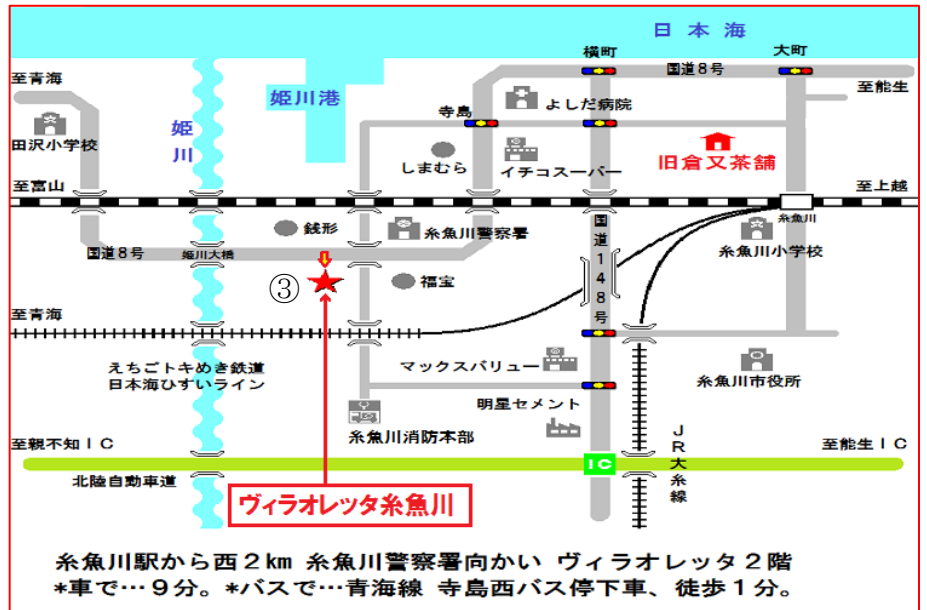 日本海
横町
大町
国道8号
至青海
至能生
姫川港
よしだ病院
寺島
姫川
田沢小学校
しまむら
イチコスーパー
旧倉又茶舗
至富山
至上越
糸魚川
銭形
糸魚川警察署
国道148号
糸魚川小学校
国道8号
姫川大橋
③
福宝
至青海
えちごトキめき鉄道
日本海ひすいライン
マックスバリュー
糸魚川市役所
明星セメント
糸魚川消防本部
JR大糸線
至親不知IC
至能生IC
IC
北陸自動車道
ヴィラオレッタ糸魚川
糸魚川駅から西2km 糸魚川警察署向かい ヴィラオレッタ2階
*車で…9分。*バスで…青海線 寺島西バス停下車、徒歩1分。